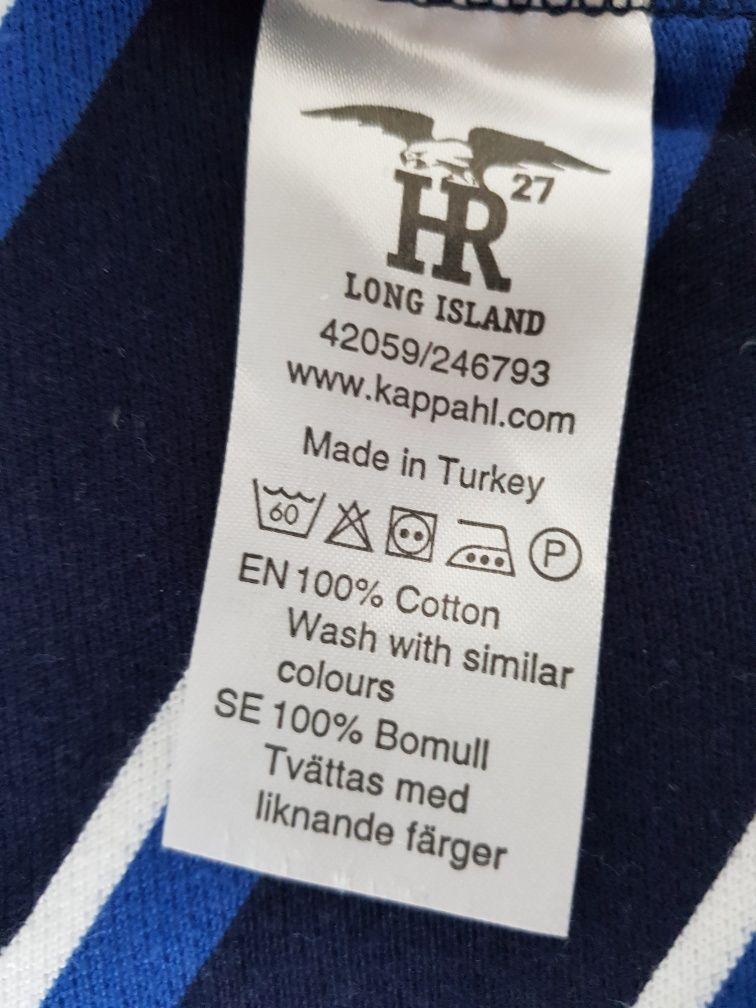 HR 27
LONG ISLAND
42059/246793
www.kappahl.com
Made in Turkey
60 P
EN 100% Cotton
Wash with similar
colours
SE 100% Bomull
Tvättas med
liknande färger